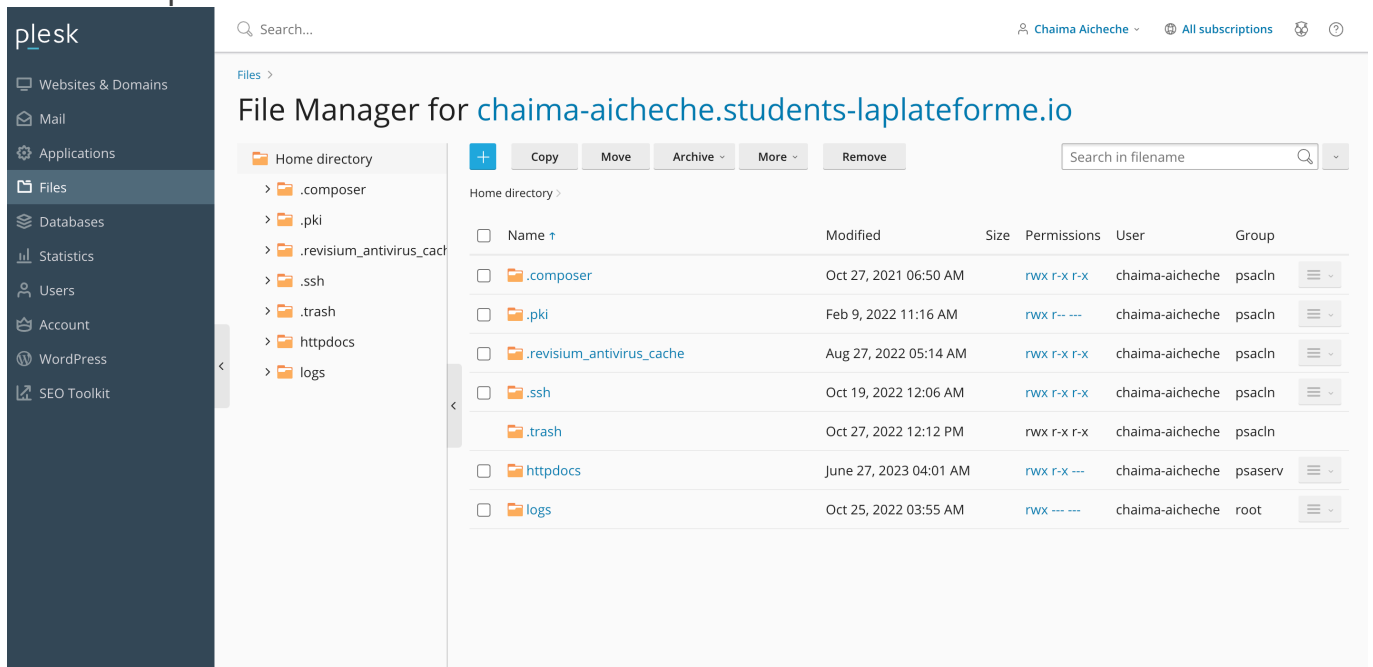 plesk
Search...
Chaima Aicheche
All subscriptions
Websites & Domains
Mail
Applications
Files
Databases
Statistics
Users
Account
WordPress
SEO Toolkit
Files >
File Manager for chaima-aicheche.students-laplateforme.io
Home directory
.composer
.pki
.revisium_antivirus_cach
.ssh
.trash
httpdocs
logs
+ Copy Move Archive More Remove
Search in filename
Home directory >
Name ↑ Modified Size Permissions User Group
.composer Oct 27, 2021 06:50 AM rwx r-x r-x chaima-aicheche psacln
.pki Feb 9, 2022 11:16 AM rwx r-- --- chaima-aicheche psacln
.revisium_antivirus_cache Aug 27, 2022 05:14 AM rwx r-x r-x chaima-aicheche psacln
.ssh Oct 19, 2022 12:06 AM rwx r-x r-x chaima-aicheche psacln
.trash Oct 27, 2022 12:12 PM rwx r-x r-x chaima-aicheche psacln
httpdocs June 27, 2023 04:01 AM rwx r-x --- chaima-aicheche psaserv
logs Oct 25, 2022 03:55 AM rwx --- --- chaima-aicheche root